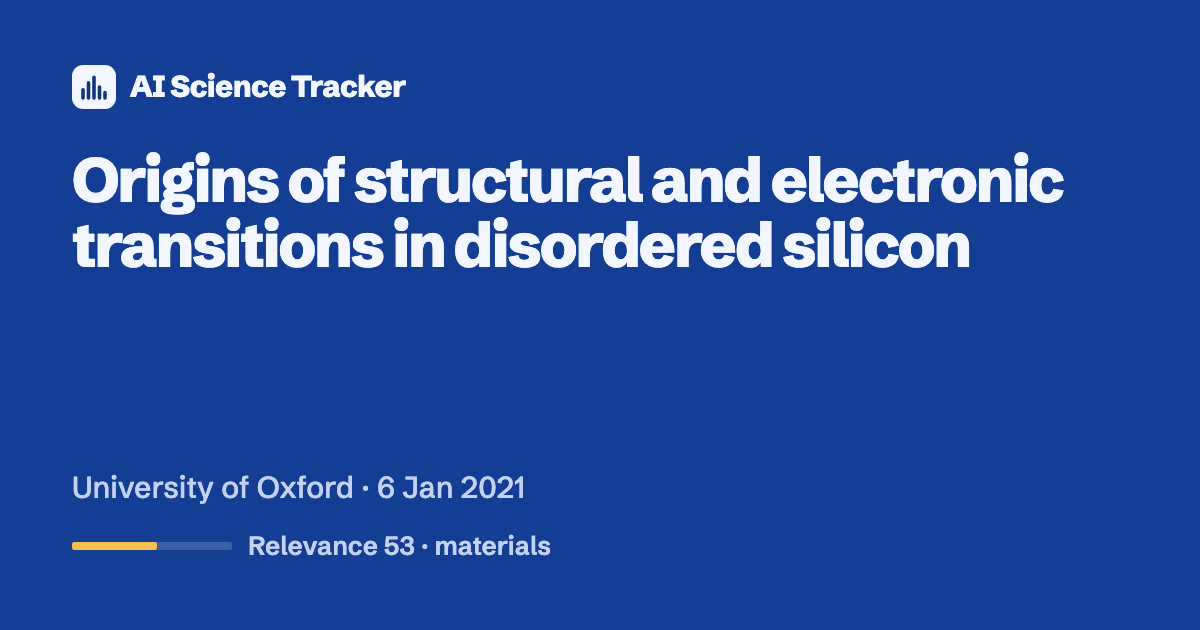 AI Science Tracker
Origins of structural and electronic
transitions in disordered silicon
University of Oxford · 6 Jan 2021
Relevance 53 · materials